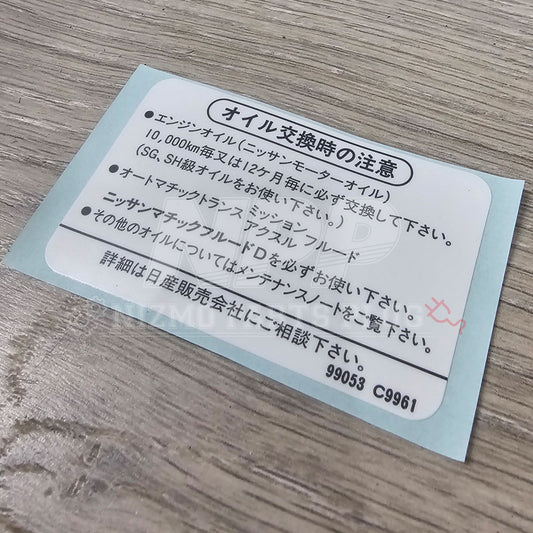 オイル交換時の注意
●エンジンオイル(ニッサンモーターオイル)
10,000km毎又は12ケ月毎に必ず交換して下さい。
(SG、SH級オイルをお使い下さい。)
●オートマチックトランスミッションフルード
アクスル
ニッサンマチックフルードDを必ずお使い下さい。
●その他のオイルについてはメンテナンスノートをご覧下さい。
詳細は日産販売会社にご相談下さい。
99053 C9961
NPP
NIZMO PARTS PLUS